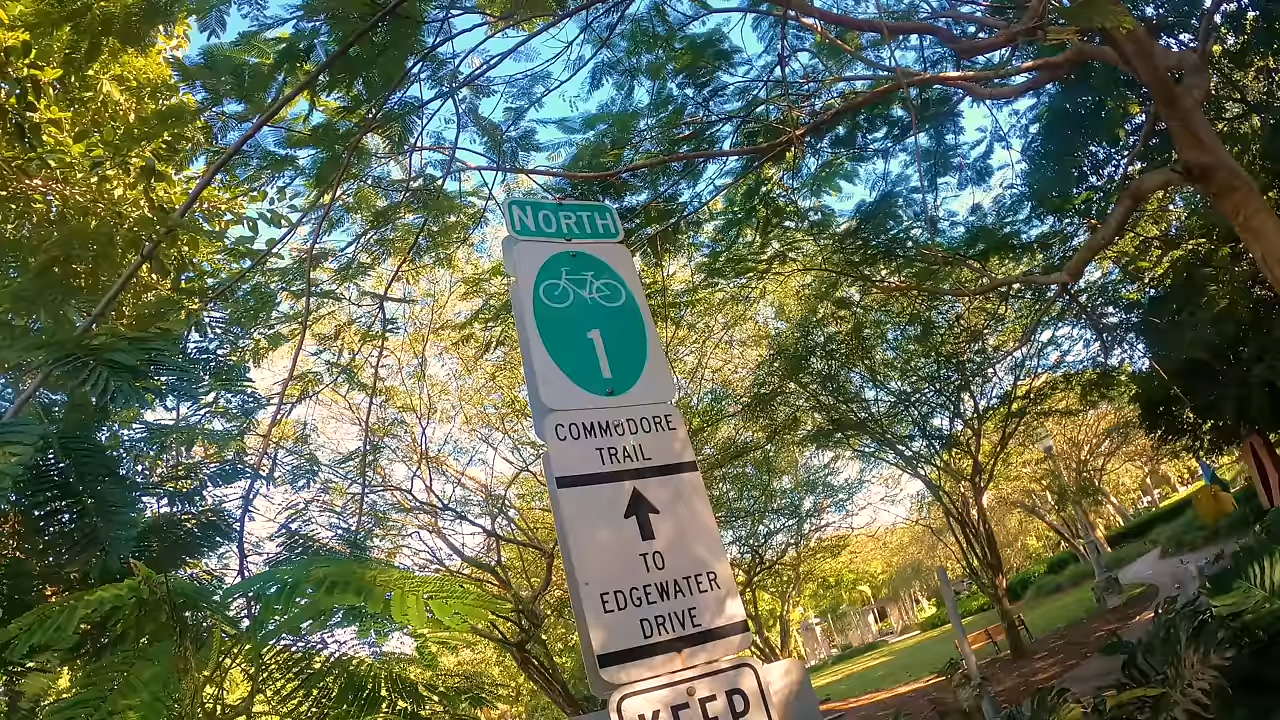 NORTH
1
COMMODORE
TRAIL
TO
EDGEWATER
DRIVE
KEEP